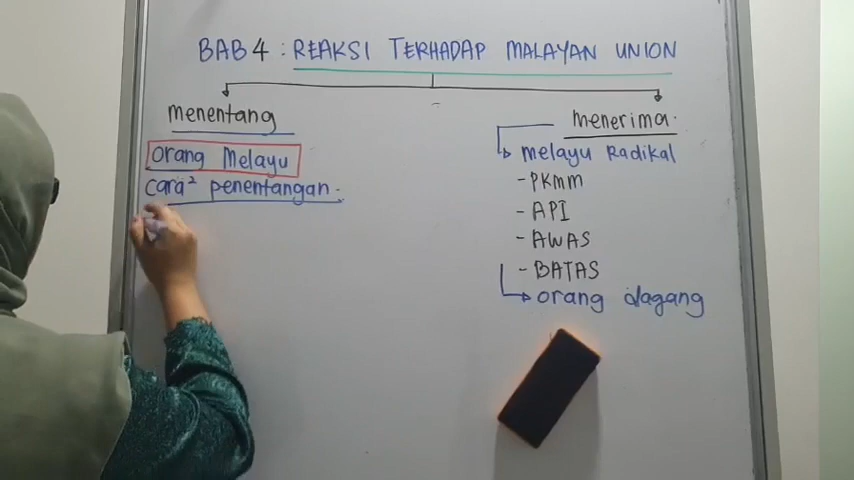 BAB 4 : REAKSI TERHADAP MALAYAN UNION
menentang
orang Melayu
cara² penentangan.
menerima.
melayu Radikal
- PKMM
- API
- AWAS
- BATAS
orang dagang